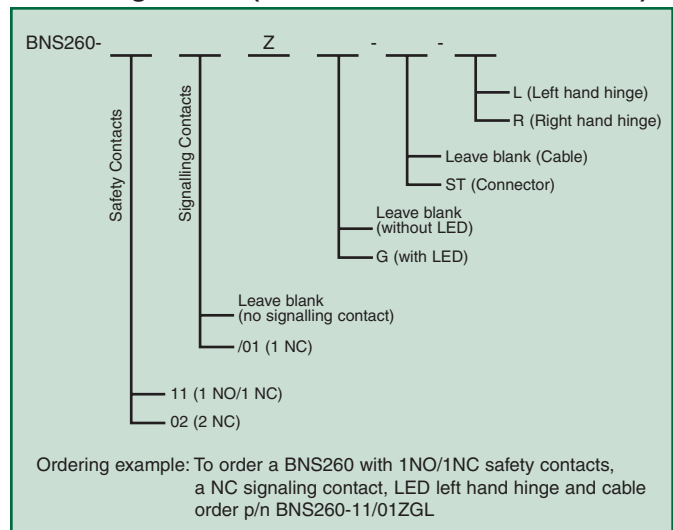 BNS260-
Z
-
-
L (Left hand hinge)
R (Right hand hinge)
Safety Contacts
Signalling Contacts
Leave blank (Cable)
ST (Connector)
Leave blank
(without LED)
G (with LED)
Leave blank
(no signalling contact)
/01 (1 NC)
11 (1 NO/1 NC)
02 (2 NC)
Ordering example: To order a BNS260 with 1NO/1NC safety contacts,
a NC signaling contact, LED left hand hinge and cable
order p/n BNS260-11/01ZGL